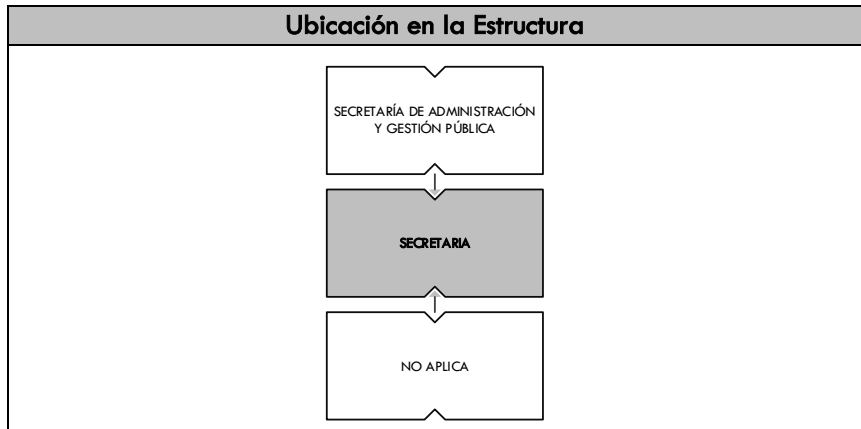 Ubicación en la Estructura
SECRETARÍA DE ADMINISTRACIÓN
Y GESTIÓN PÚBLICA
SECRETARIA
NO APLICA